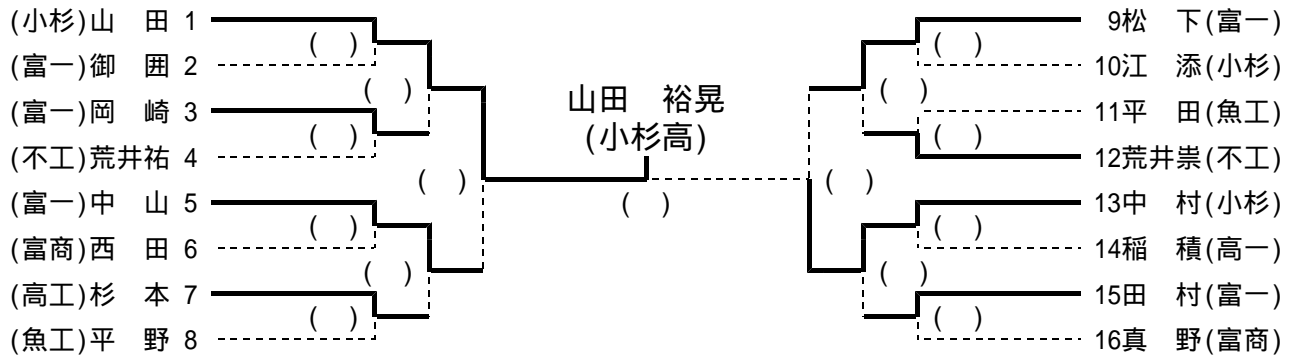 (小杉)山　田 1
(富一)御　囲 2
(富一)岡　崎 3
(不工)荒井祐 4
(富一)中　山 5
(富商)西　田 6
(高工)杉　本 7
(魚工)平　野 8
(　)
(　)
(　)
(　)
(　)
(　)
(　)
山田　裕晃
(小杉高)
(　)
(　)
(　)
(　)
(　)
(　)
(　)
(　)
9松　下(富一)
10江　添(小杉)
11平　田(魚工)
12荒井祟(不工)
13中　村(小杉)
14稲　積(高一)
15田　村(富一)
16真　野(富商)